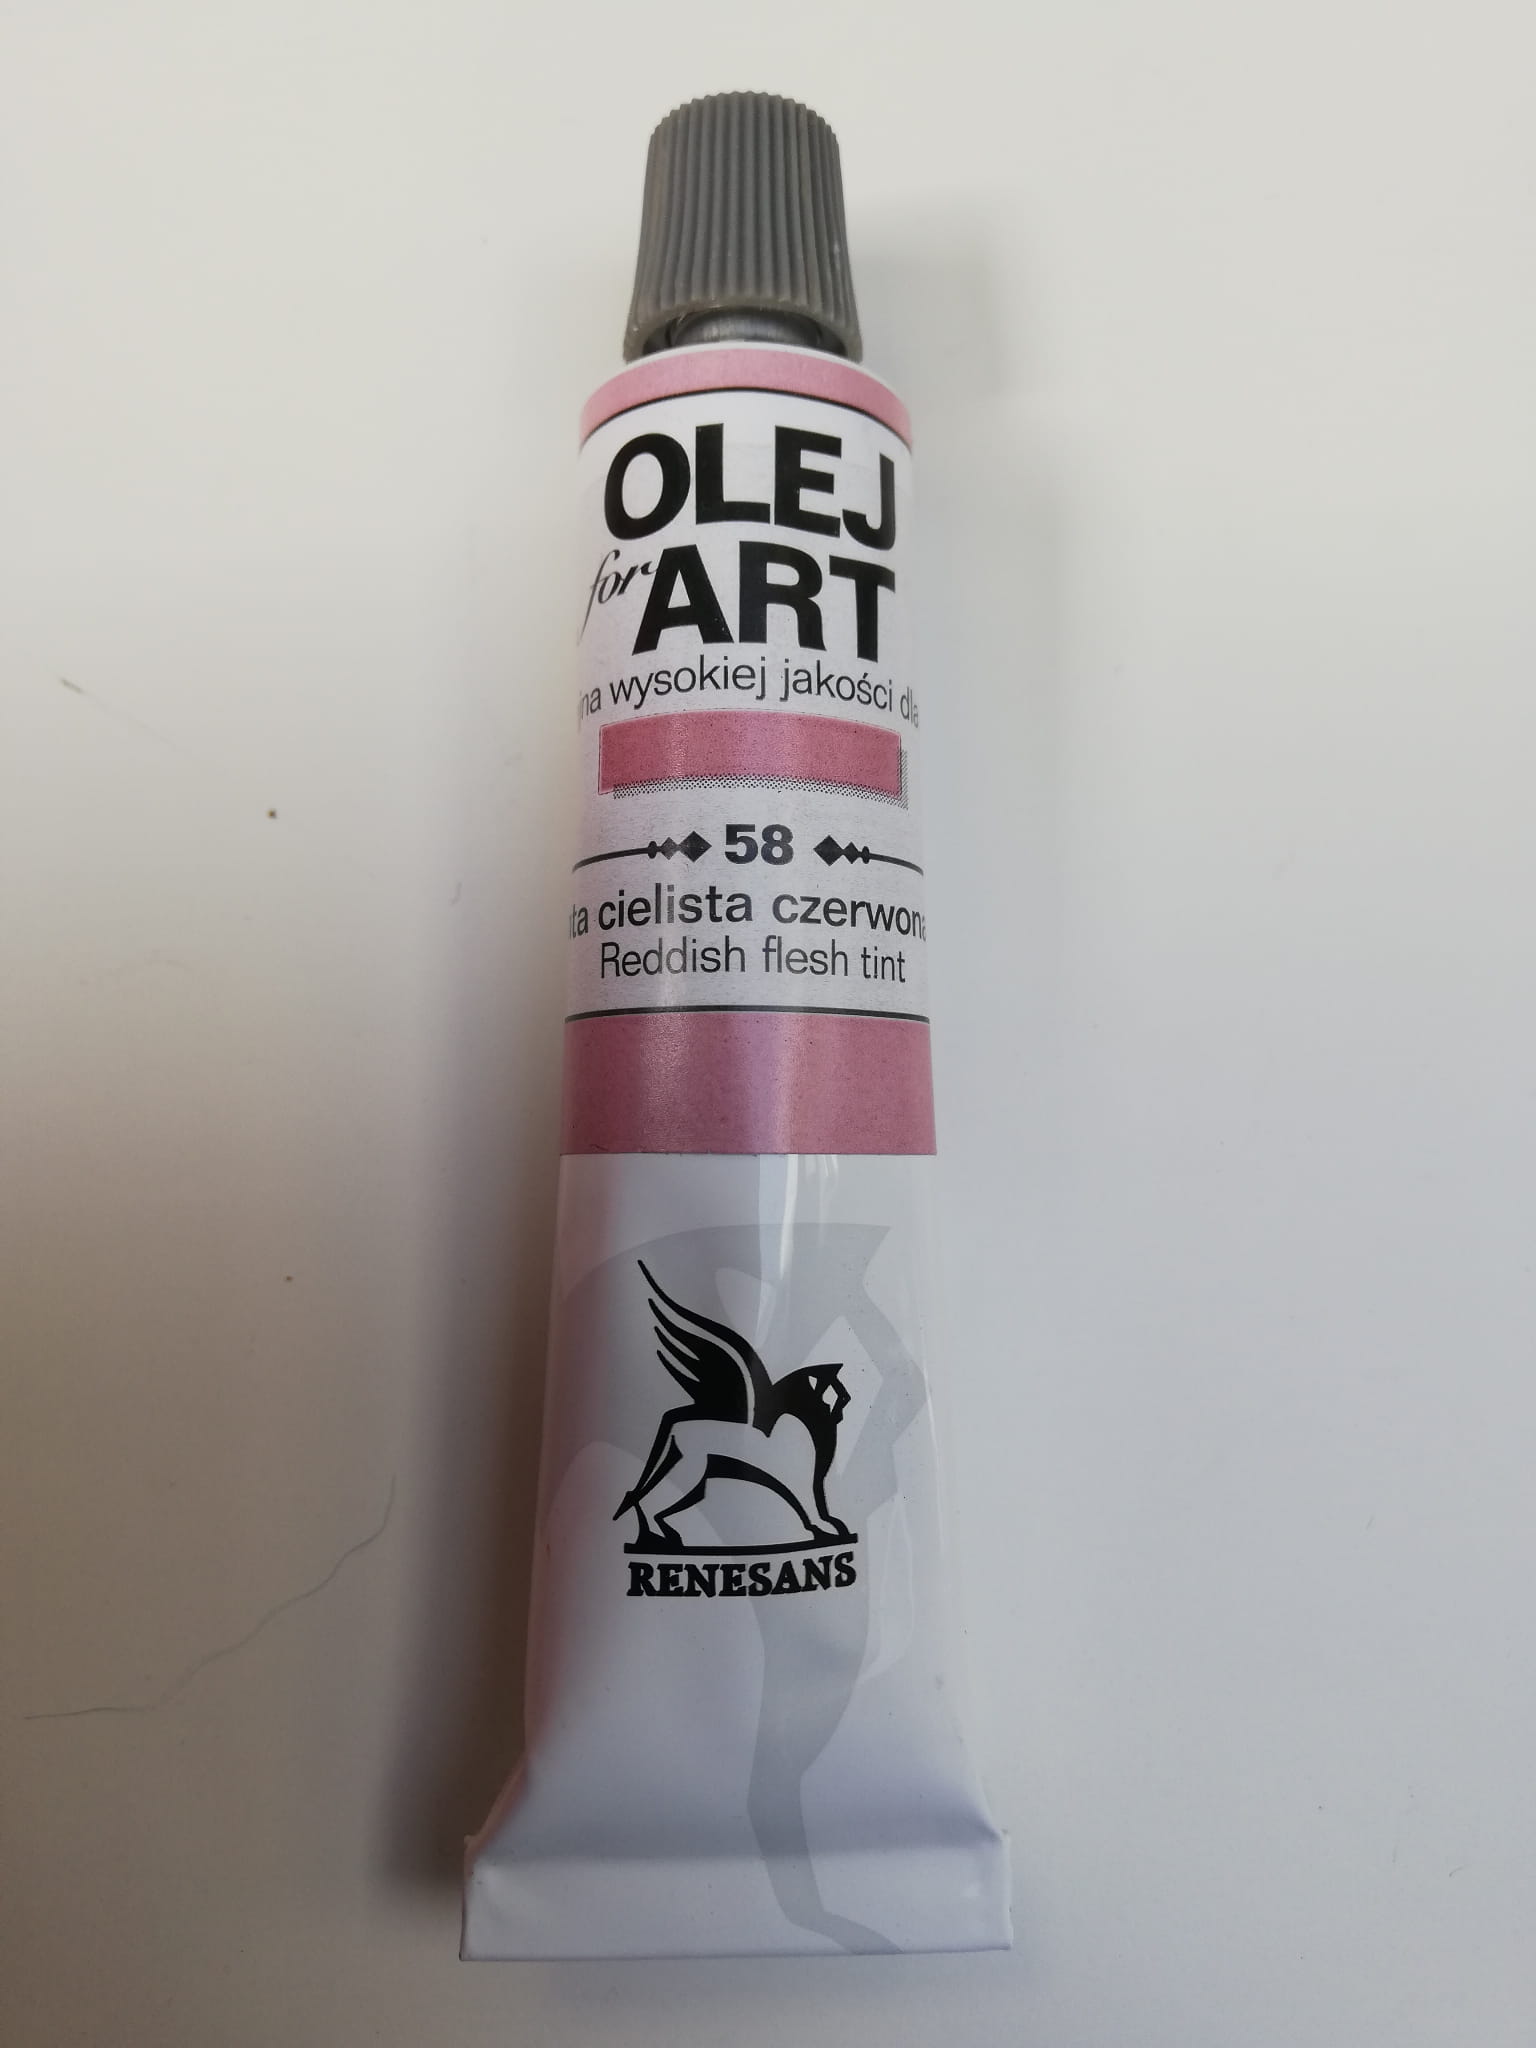 OLEJ
for ART
wysokiej jakości dla
58
cielista czerwona
Reddish flesh tint
RENESANS